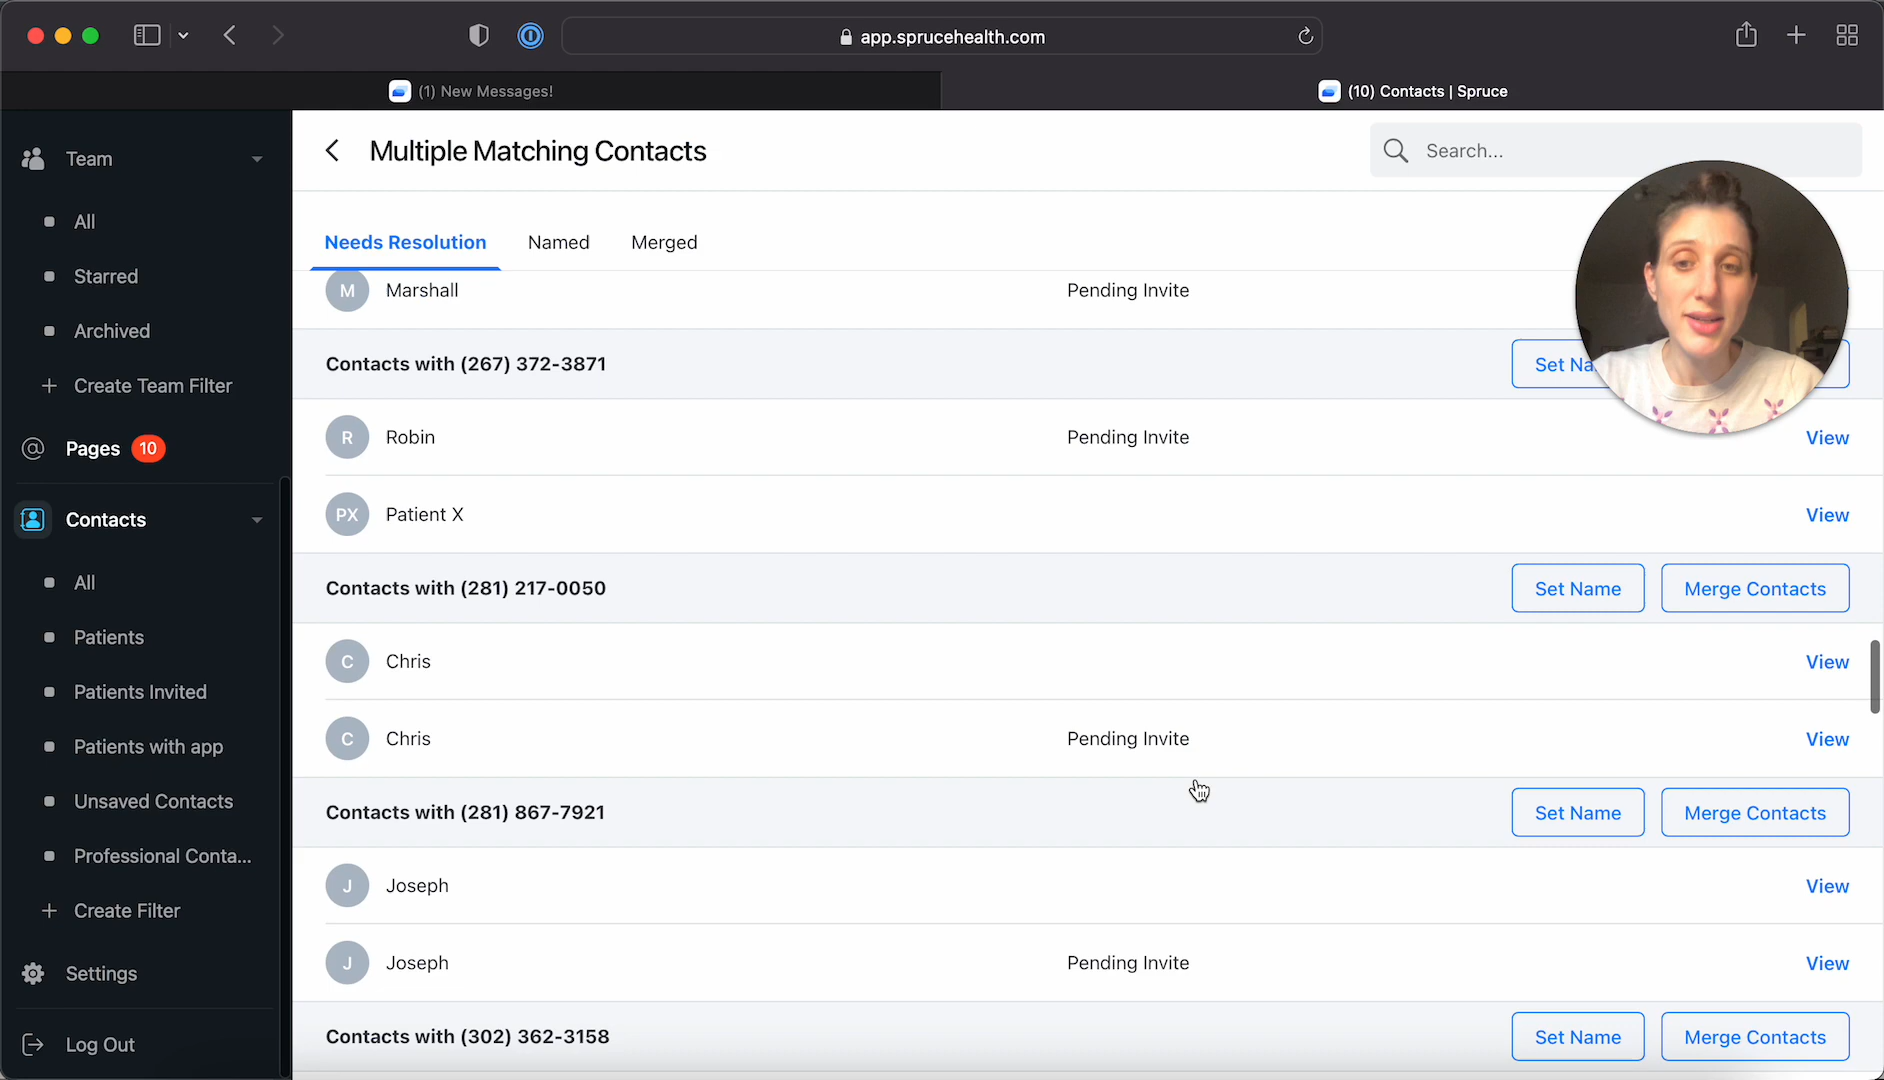 app.sprucehealth.com
(1) New Messages!
(10) Contacts | Spruce
Team
All
Starred
Archived
Create Team Filter
Pages 10
Contacts
All
Patients
Patients Invited
Patients with app
Unsaved Contacts
Professional Conta...
Create Filter
Settings
Log Out
Multiple Matching Contacts
Search...
Needs Resolution
Named
Merged
M Marshall Pending Invite
Contacts with (267) 372-3871 Set Na
R Robin Pending Invite View
PX Patient X View
Contacts with (281) 217-0050 Set Name Merge Contacts
C Chris View
C Chris Pending Invite View
Contacts with (281) 867-7921 Set Name Merge Contacts
J Joseph View
J Joseph Pending Invite View
Contacts with (302) 362-3158 Set Name Merge Contacts